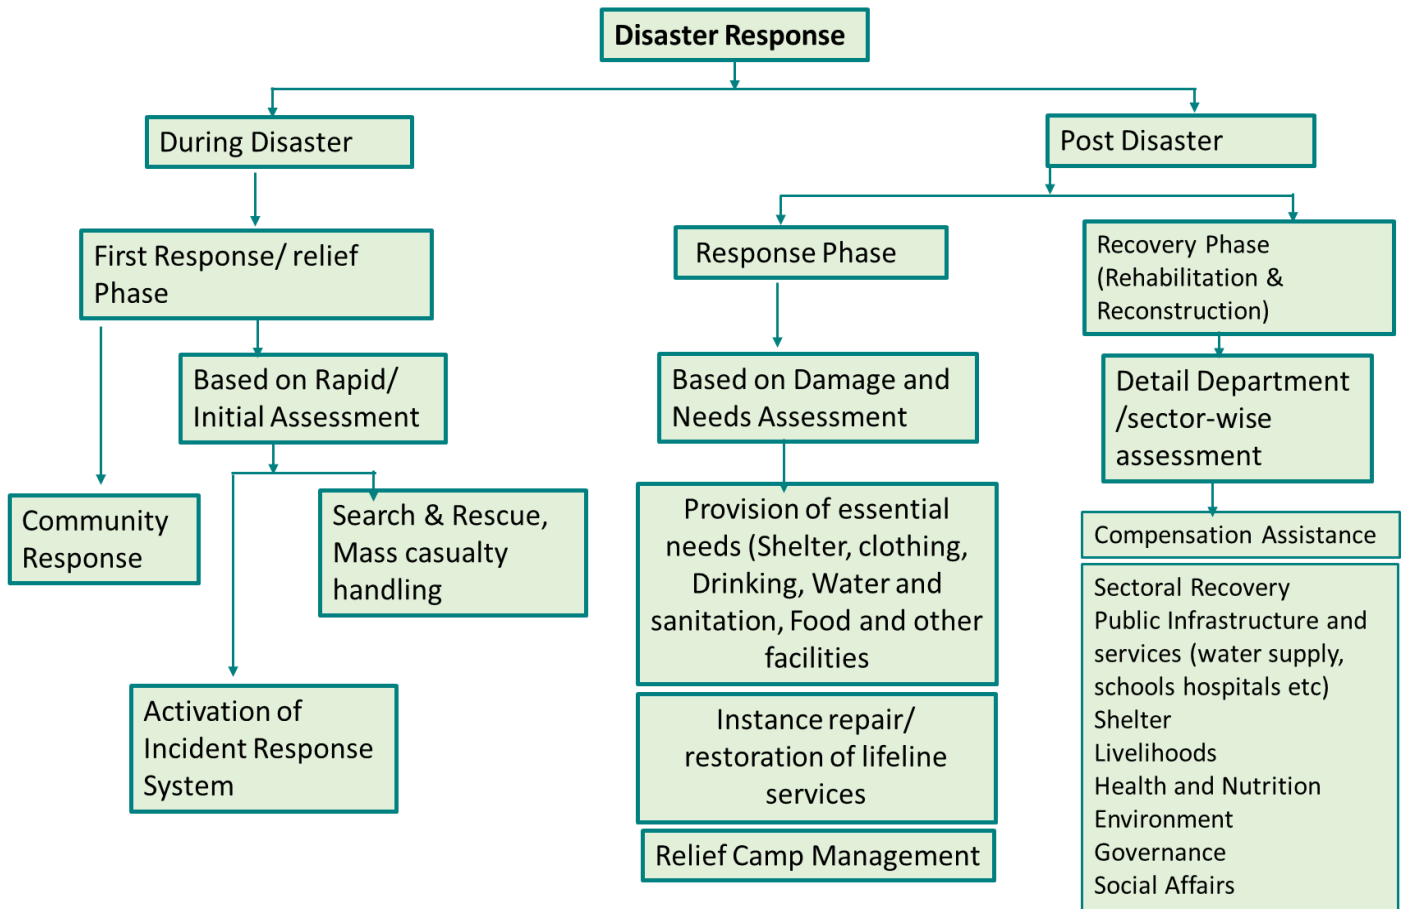 Disaster Response
During Disaster
Post Disaster
First Response/ relief
Phase
Response Phase
Recovery Phase
(Rehabilitation &
Reconstruction)
Based on Rapid/
Initial Assessment
Based on Damage and
Needs Assessment
Detail Department
/sector-wise
assessment
Community
Response
Search & Rescue,
Mass casualty
handling
Activation of
Incident Response
System
Provision of essential
needs (Shelter, clothing,
Drinking, Water and
sanitation, Food and other
facilities
Instance repair/
restoration of lifeline
services
Relief Camp Management
Compensation Assistance
Sectoral Recovery
Public Infrastructure and
services (water supply,
schools hospitals etc)
Shelter
Livelihoods
Health and Nutrition
Environment
Governance
Social Affairs